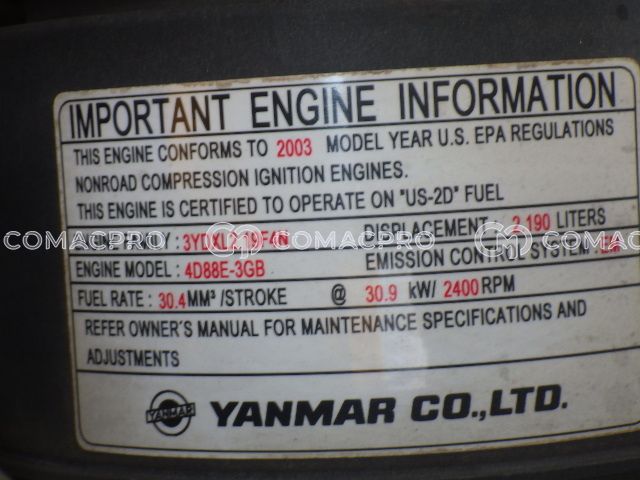 IMPORTANT ENGINE INFORMATION
THIS ENGINE CONFORMS TO 2003 MODEL YEAR U.S. EPA REGULATIONS
NONROAD COMPRESSION IGNITION ENGINES.
THIS ENGINE IS CERTIFIED TO OPERATE ON "US-2D" FUEL
DISPLACEMENT : 2.190 LITERS
COMACPRO COMACPRO COMACPRO
ENGINE MODEL : 4D88E-3GB EMISSION CONTROL SYSTEM :
FUEL RATE : 30.4 MM³ /STROKE @ 30.9 kW/ 2400 RPM
REFER OWNER'S MANUAL FOR MAINTENANCE SPECIFICATIONS AND
ADJUSTMENTS
YANMAR YANMAR CO.,LTD.